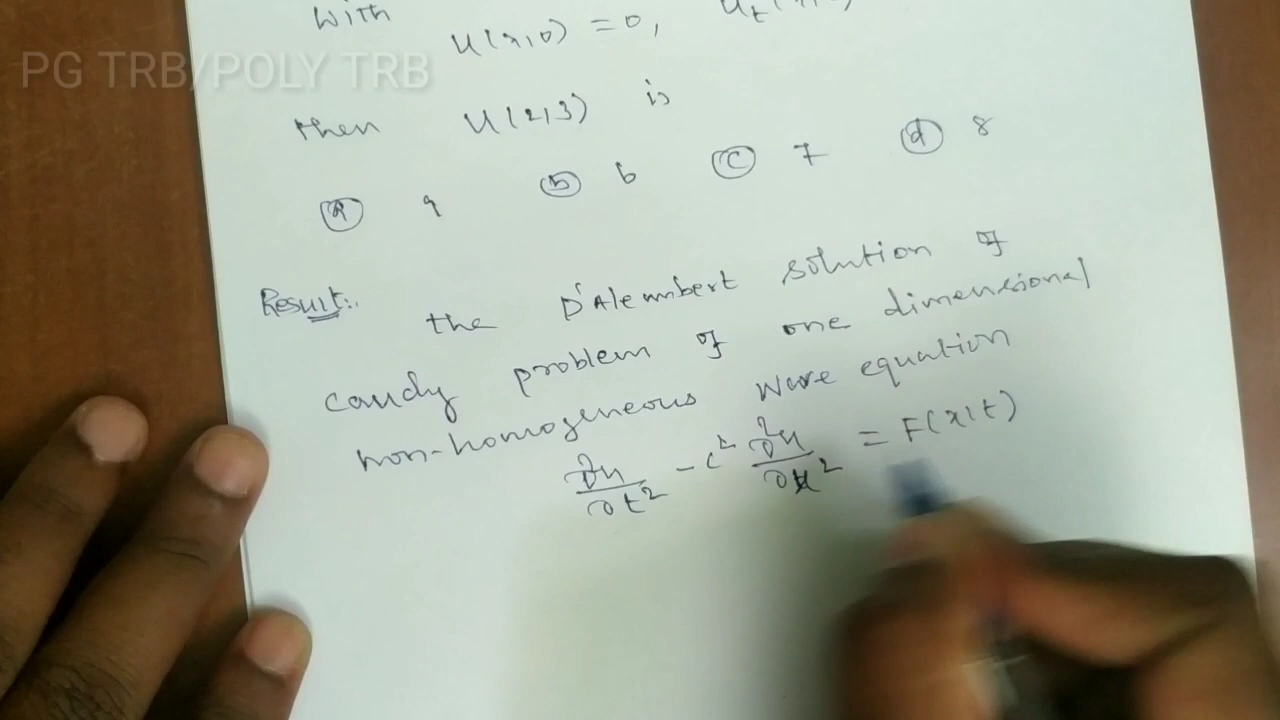 With
u(x,0) = 0,
PG TRB/POLY TRB
then u(2,3) is
(a) 9 (b) 6 (c) 7 (d) 8
Result:. the D'Alembert solution of
caudy problem of one dimensional
non-homogeneous wave equation
∂²u/∂t² - c² ∂²u/∂x² = F(x,t)